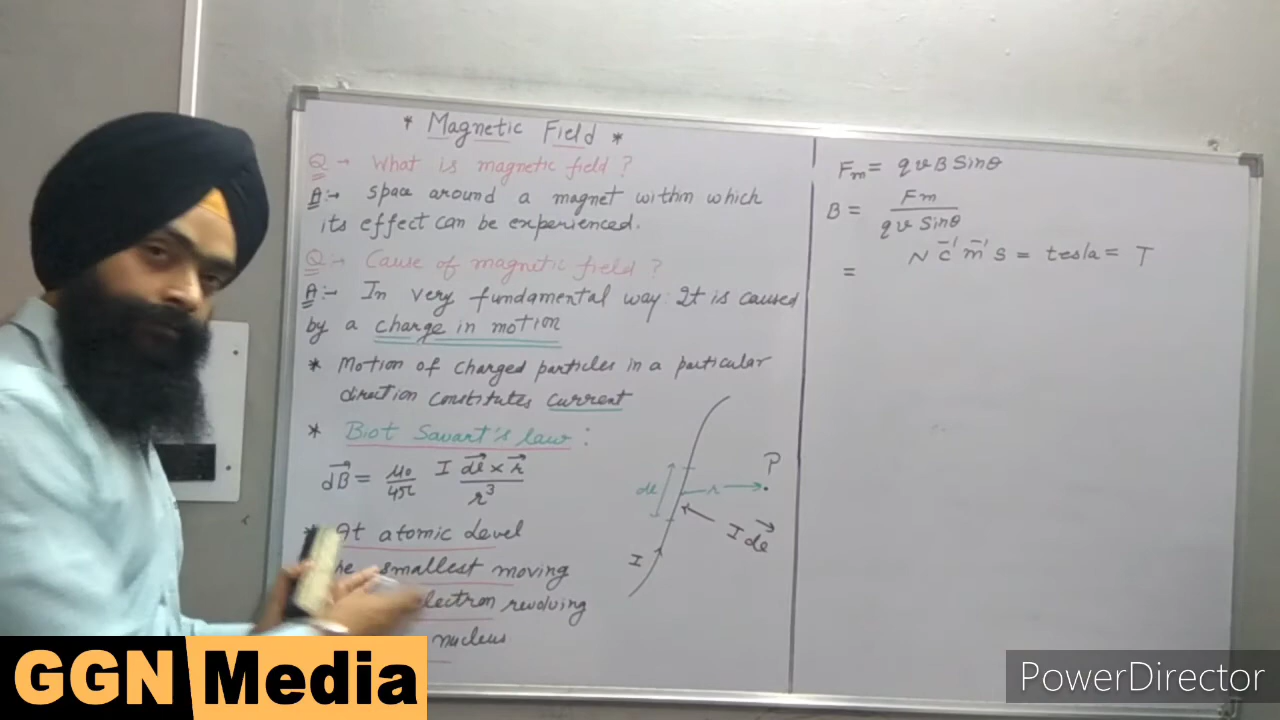 * Magnetic Field *
Q → What is magnetic field ?
A:→ Space around a magnet within which
its effect can be experienced.
Q:→ Cause of magnetic field ?
A:→ In very fundamental way: It is caused
by a charge in motion
* Motion of charged particles in a particular
direction constitutes current
* Biot Savart's law :
d⃗B = μ₀/4π I d⃗l × r⃗ / r³
* At atomic level
smallest moving
electron revolving
nucleus
dl
r
P
I d⃗l
I
Fm = qvB Sinθ
B = Fm / qv Sinθ
= N C⁻¹ m⁻¹ s = tesla = T
GGN Media
PowerDirector